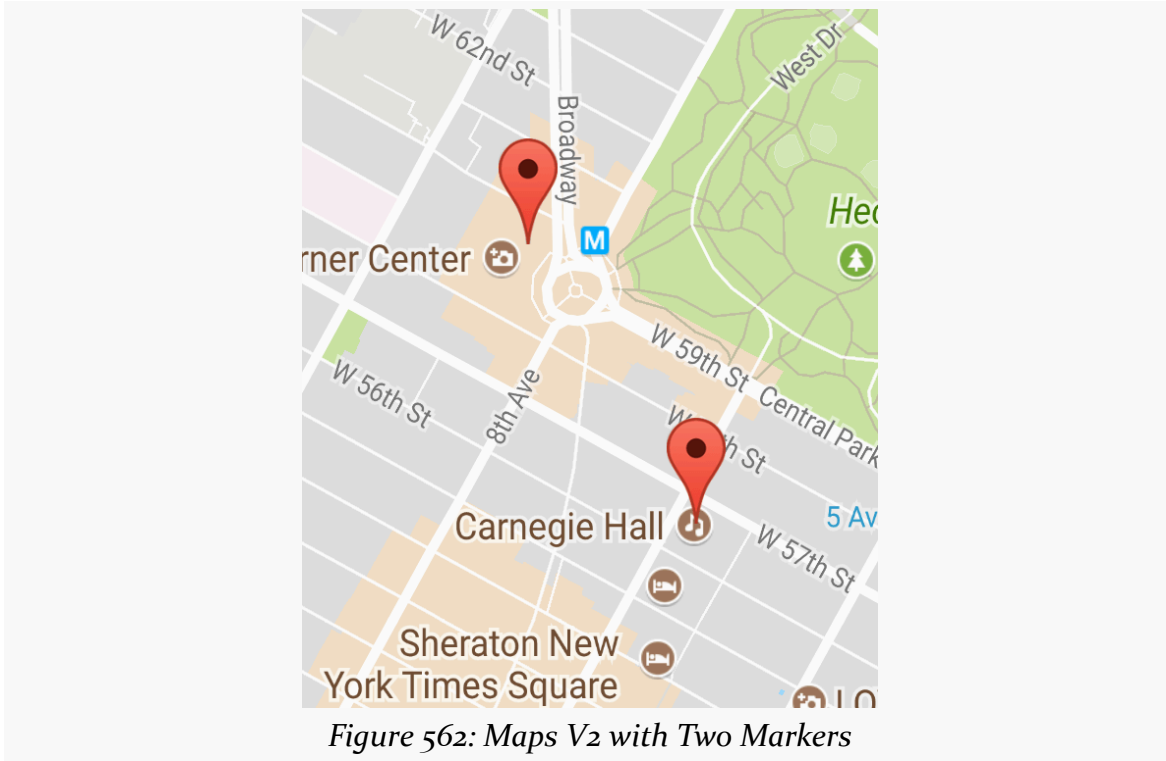 W 62nd St
West Dr
Broadway
M
rner Center
W 59th St
Central Park
W 56th St
8th Ave
St
Carnegie Hall
5 Av
W 57th St
Sheraton New
York Times Square
Figure 562: Maps V2 with Two Markers